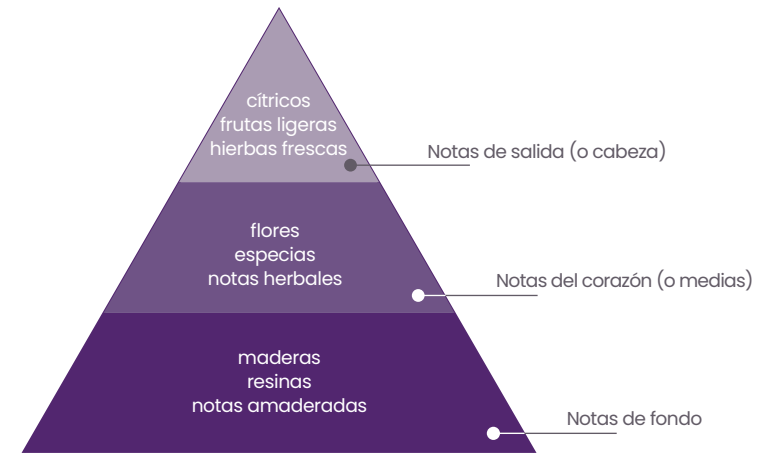 cítricos
frutas ligeras
hierbas frescas
Notas de salida (o cabeza)
flores
especias
notas herbales
Notas del corazón (o medias)
maderas
resinas
notas amaderadas
Notas de fondo